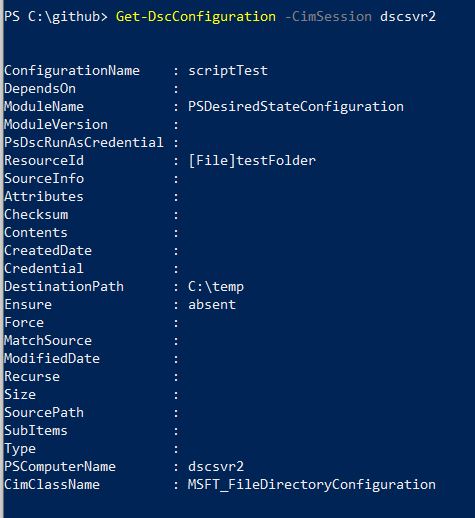 PS C:\github> Get-DscConfiguration -CimSession dscsvr2
ConfigurationName    : scriptTest
DependsOn            :
ModuleName           : PSDesiredStateConfiguration
ModuleVersion        :
PsDscRunAsCredential :
ResourceId           : [File]testFolder
SourceInfo           :
Attributes           :
Checksum             :
Contents             :
CreatedDate          :
Credential           :
DestinationPath      : C:\temp
Ensure               : absent
Force                :
MatchSource          :
ModifiedDate         :
Recurse              :
Size                 :
SourcePath           :
SubItems             :
Type                 :
PSComputerName       : dscsvr2
CimClassName         : MSFT_FileDirectoryConfiguration